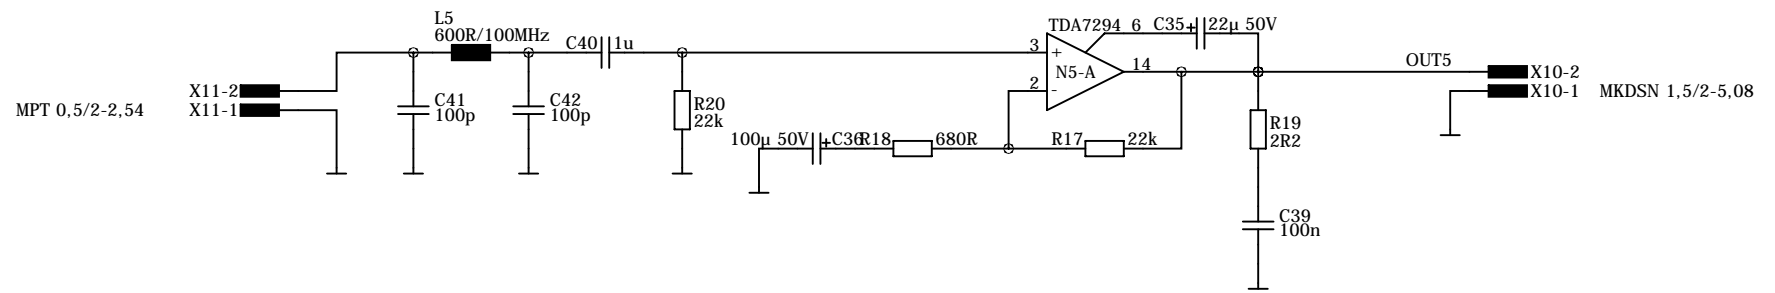 L5
600R/100MHz
C40 1u
TDA7294 6 C35 + 22µ 50V
3 +
N5-A
2 -
14
OUT5
X10-2
X10-1
MKDSN 1,5/2-5,08
X11-2
X11-1
MPT 0,5/2-2,54
C41
100p
C42
100p
R20
22k
100µ 50V + C36
R18 680R
R17 22k
R19
2R2
C39
100n